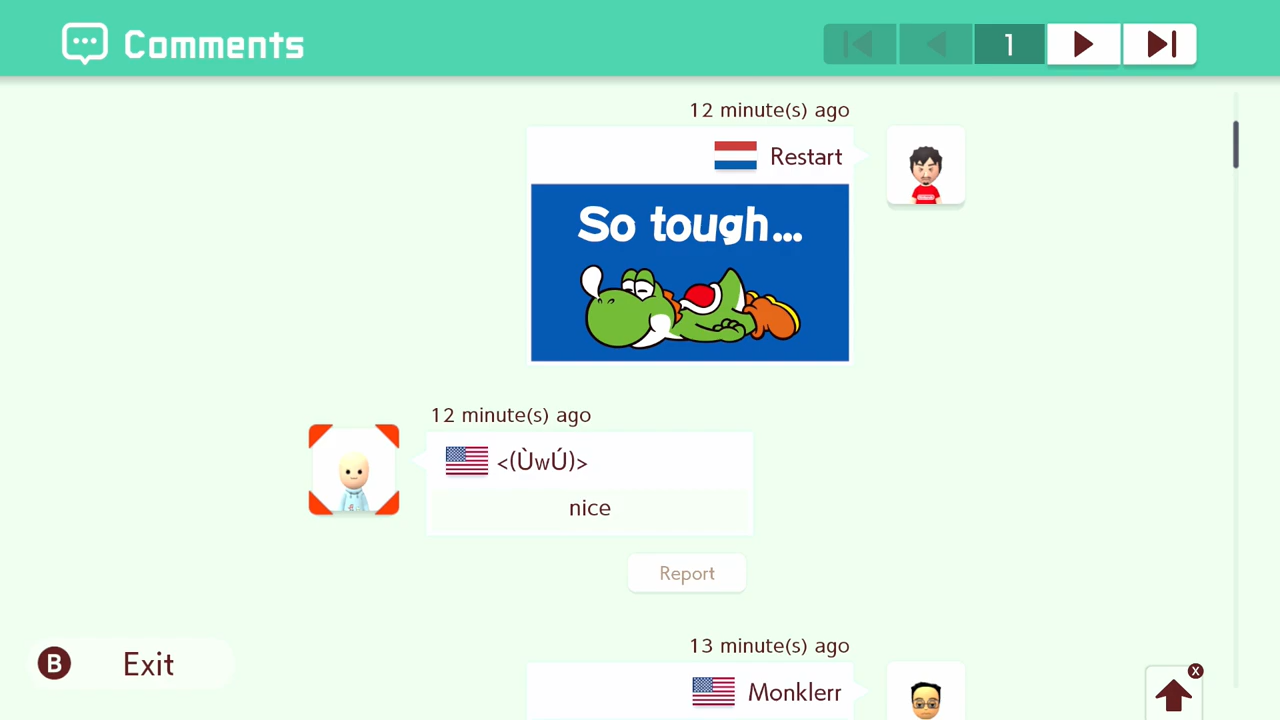 Comments
1
12 minute(s) ago
Restart
So tough...
12 minute(s) ago
<(ÙwÚ)>
nice
Report
13 minute(s) ago
B Exit
Monklerr
X